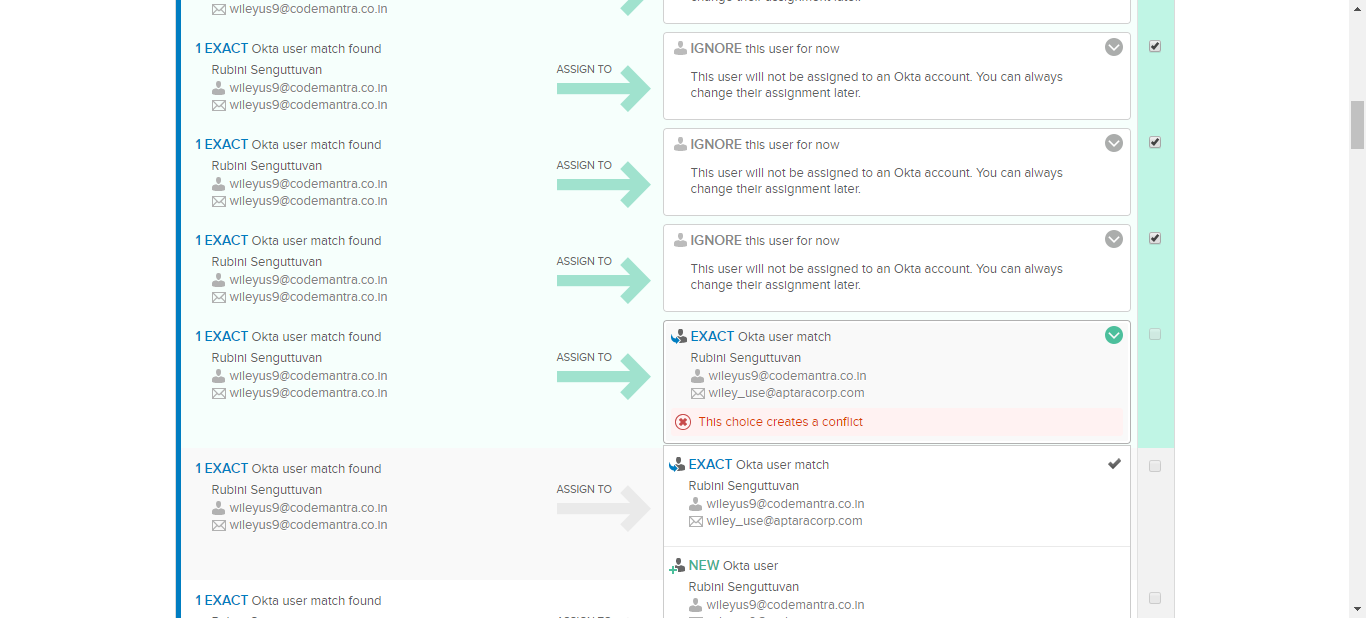 wileyus9@codemantra.co.in
change their assignment later.
1 EXACT Okta user match found
Rubini Senguttuvan
wileyus9@codemantra.co.in
wileyus9@codemantra.co.in
ASSIGN TO
IGNORE this user for now
This user will not be assigned to an Okta account. You can always
change their assignment later.
1 EXACT Okta user match found
Rubini Senguttuvan
wileyus9@codemantra.co.in
wileyus9@codemantra.co.in
ASSIGN TO
IGNORE this user for now
This user will not be assigned to an Okta account. You can always
change their assignment later.
1 EXACT Okta user match found
Rubini Senguttuvan
wileyus9@codemantra.co.in
wileyus9@codemantra.co.in
ASSIGN TO
IGNORE this user for now
This user will not be assigned to an Okta account. You can always
change their assignment later.
1 EXACT Okta user match found
Rubini Senguttuvan
wileyus9@codemantra.co.in
wileyus9@codemantra.co.in
ASSIGN TO
EXACT Okta user match
Rubini Senguttuvan
wileyus9@codemantra.co.in
wiley_use@aptaracorp.com
This choice creates a conflict
1 EXACT Okta user match found
Rubini Senguttuvan
wileyus9@codemantra.co.in
wileyus9@codemantra.co.in
ASSIGN TO
EXACT Okta user match
Rubini Senguttuvan
wileyus9@codemantra.co.in
wiley_use@aptaracorp.com
NEW Okta user
Rubini Senguttuvan
wileyus9@codemantra.co.in
1 EXACT Okta user match found